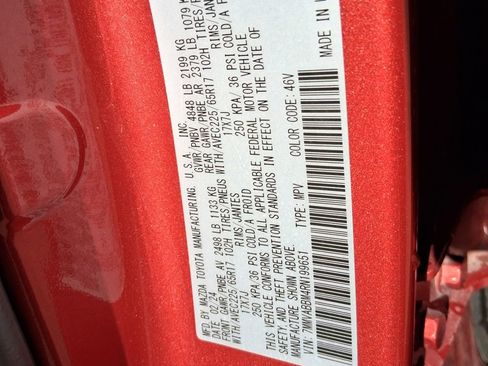 MFD. BY MAZDA TOYOTA MANUFACTURING, U.S.A., INC.
DATE: 02/24 GVWR/PNBV 4848 LB 2199 KG
FRONT GAWR/PNBE AV 2498 LB 1133 KG REAR GAWR/PNBE AR 2379 LB 1079 KG
WITH/AVEC225/65R17 102H TIRES/PNEUS WITH/AVEC225/65R17 102H TIRES/
17X7J RIMS/JANTES 17X7J RIMS/JAN
250 KPA/36 PSI COLD/A FROID 250 KPA/36 PSI COLD/A F
THIS VEHICLE CONFORMS TO ALL APPLICABLE FEDERAL MOTOR VEHICLE
SAFETY, AND THEFT PREVENTION STANDARDS IN EFFECT ON THE DATE OF
MANUFACTURE SHOWN ABOVE.
VIN: 7MMVABBM4RN199651 TYPE: MPV COLOR CODE: 46V MADE IN